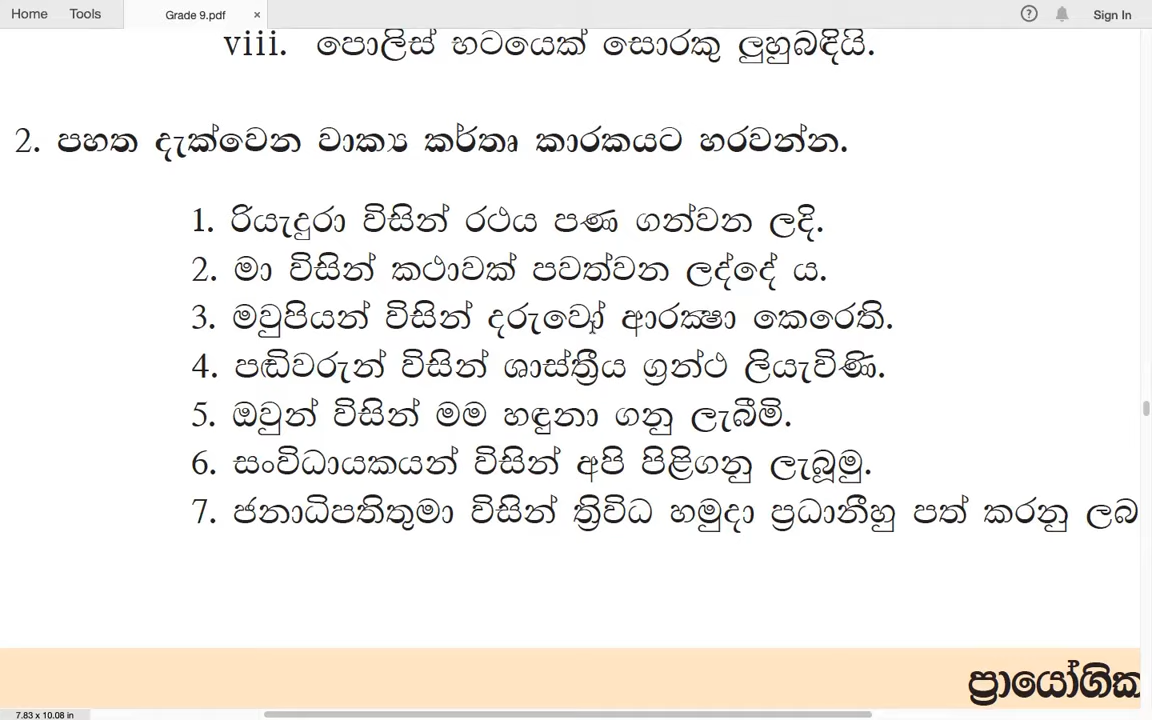 Home Tools Grade 9.pdf × ? Sign In
viii. පොලිස් භටයෙක් සොරකු ලුහුබඳියි.
2. පහත දැක්වෙන වාක්‍ය කර්තෘ කාරකයට හරවන්න.
1. රියැදුරා විසින් රථය පණ ගන්වන ලදි.
2. මා විසින් කථාවක් පවත්වන ලද්දේ ය.
3. මවුපියන් විසින් දරුවෝ ආරක්‍ෂා කෙරෙති.
4. පඬිවරුන් විසින් ශාස්ත්‍රීය ග්‍රන්ථ ලියැවිණි.
5. ඔවුන් විසින් මම හඳුනා ගනු ලැබීමි.
6. සංවිධායකයන් විසින් අපි පිළිගනු ලැබූමු.
7. ජනාධිපතිතුමා විසින් ත්‍රිවිධ හමුදා ප්‍රධානීහු පත් කරනු ලබ
ප්‍රායෝගික
7.83 x 10.08 in